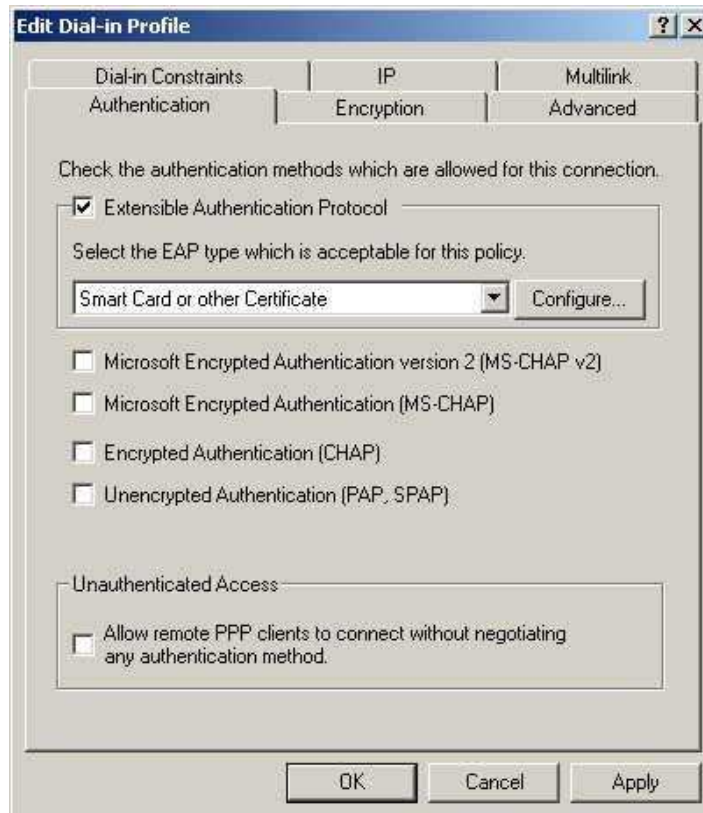 Edit Dial-in Profile
Dial-in Constraints
IP
Multilink
Authentication
Encryption
Advanced
Check the authentication methods which are allowed for this connection.
Extensible Authentication Protocol
Select the EAP type which is acceptable for this policy.
Smart Card or other Certificate
Configure...
Microsoft Encrypted Authentication version 2 (MS-CHAP v2)
Microsoft Encrypted Authentication (MS-CHAP)
Encrypted Authentication (CHAP)
Unencrypted Authentication (PAP, SPAP)
Unauthenticated Access
Allow remote PPP clients to connect without negotiating
any authentication method.
OK
Cancel
Apply